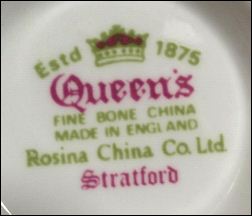 Estd 1875
Queen's
FINE BONE CHINA
MADE IN ENGLAND
Rosina China Co. Ltd.
Stratford